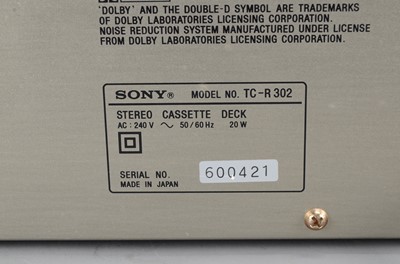 'DOLBY' AND THE DOUBLE-D SYMBOL ARE TRADEMARKS
OF DOLBY LABORATORIES LICENSING CORPORATION.
NOISE REDUCTION SYSTEM MANUFACTURED UNDER LICENSE
FROM DOLBY LABORATORIES LICENSING CORPORATION.
SONY® MODEL NO. TC-R302
STEREO CASSETTE DECK
AC: 240 V ～ 50/60 Hz 20 W
SERIAL NO. 600421
MADE IN JAPAN